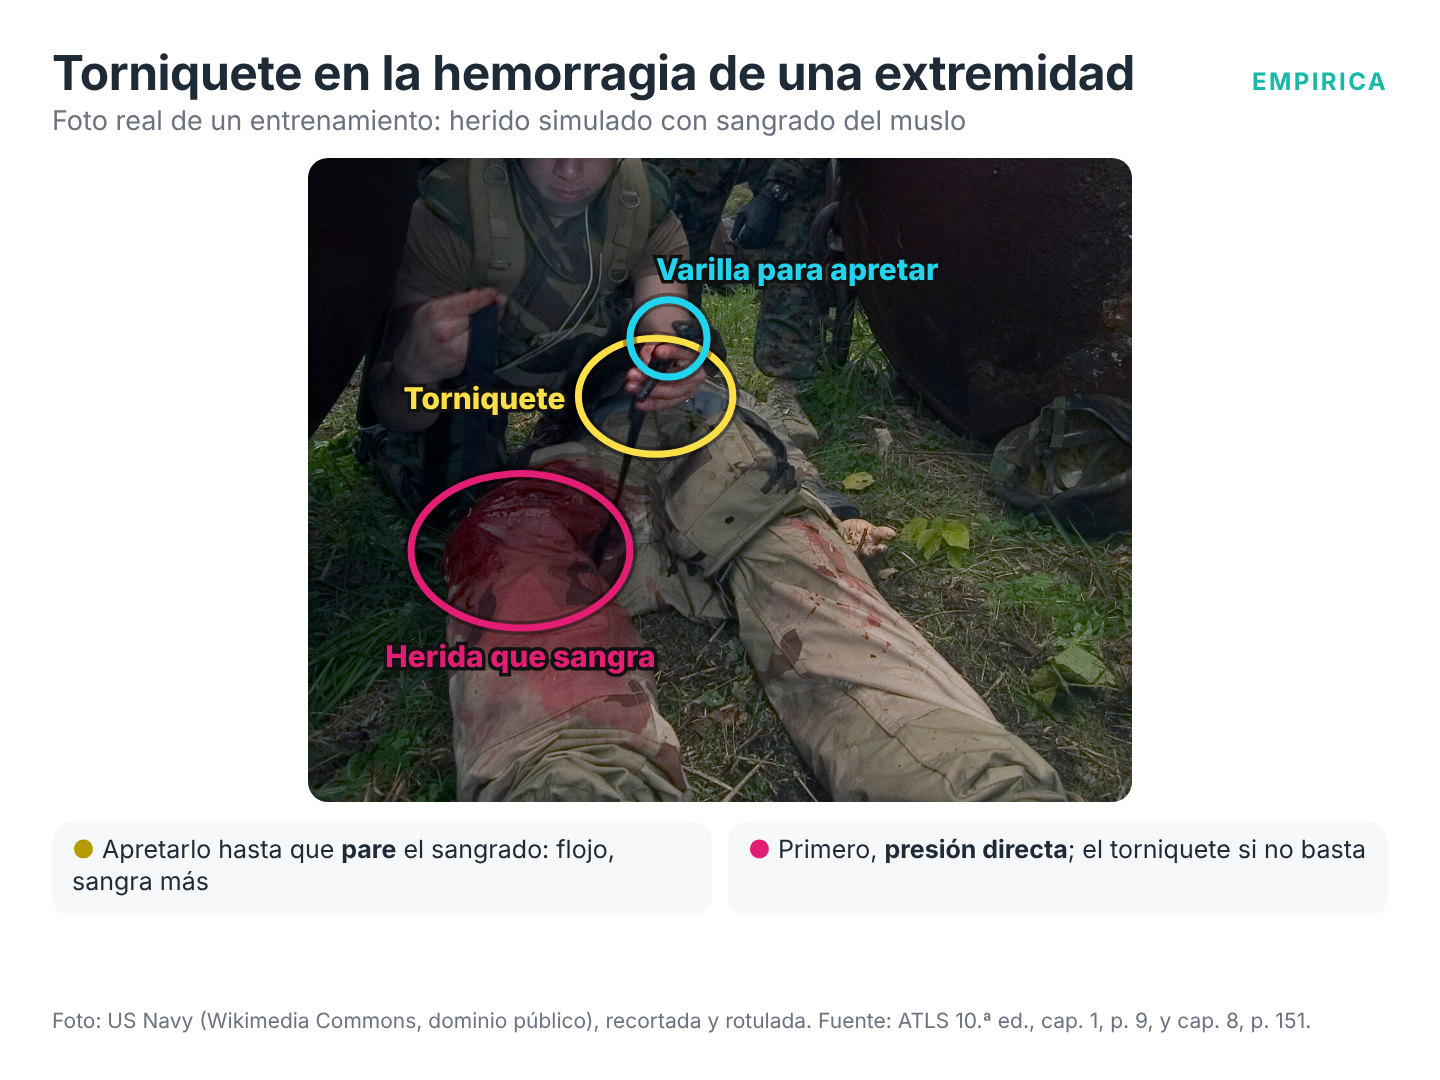 Torniquete en la hemorragia de una extremidad
EMPIRICA
Foto real de un entrenamiento: herido simulado con sangrado del muslo
Varilla para apretar
Torniquete
Herida que sangra
Apretarlo hasta que pare el sangrado: flojo,
sangra más
Primero, presión directa; el torniquete si no basta
Foto: US Navy (Wikimedia Commons, dominio público), recortada y rotulada. Fuente: ATLS 10.ª ed., cap. 1, p. 9, y cap. 8, p. 151.